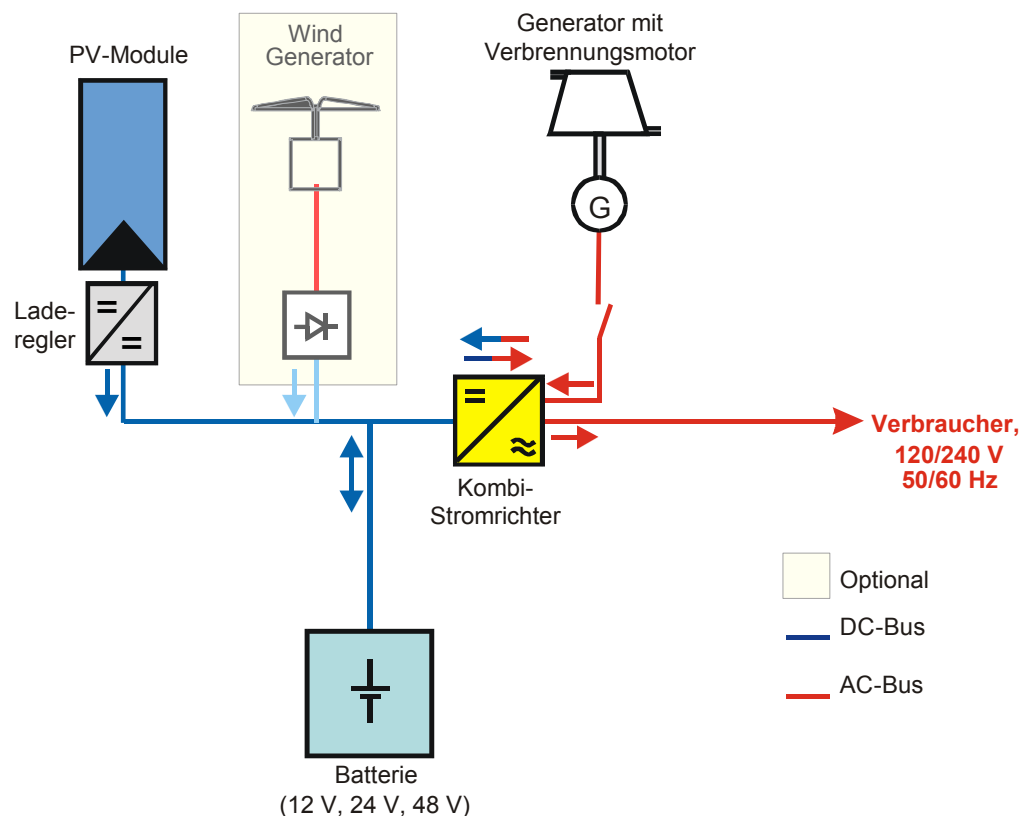 PV-Module
Wind
Generator
Generator mit
Verbrennungsmotor
G
Lade-
regler
Kombi-
Stromrichter
Verbraucher,
120/240 V
50/60 Hz
Optional
DC-Bus
AC-Bus
Batterie
(12 V, 24 V, 48 V)